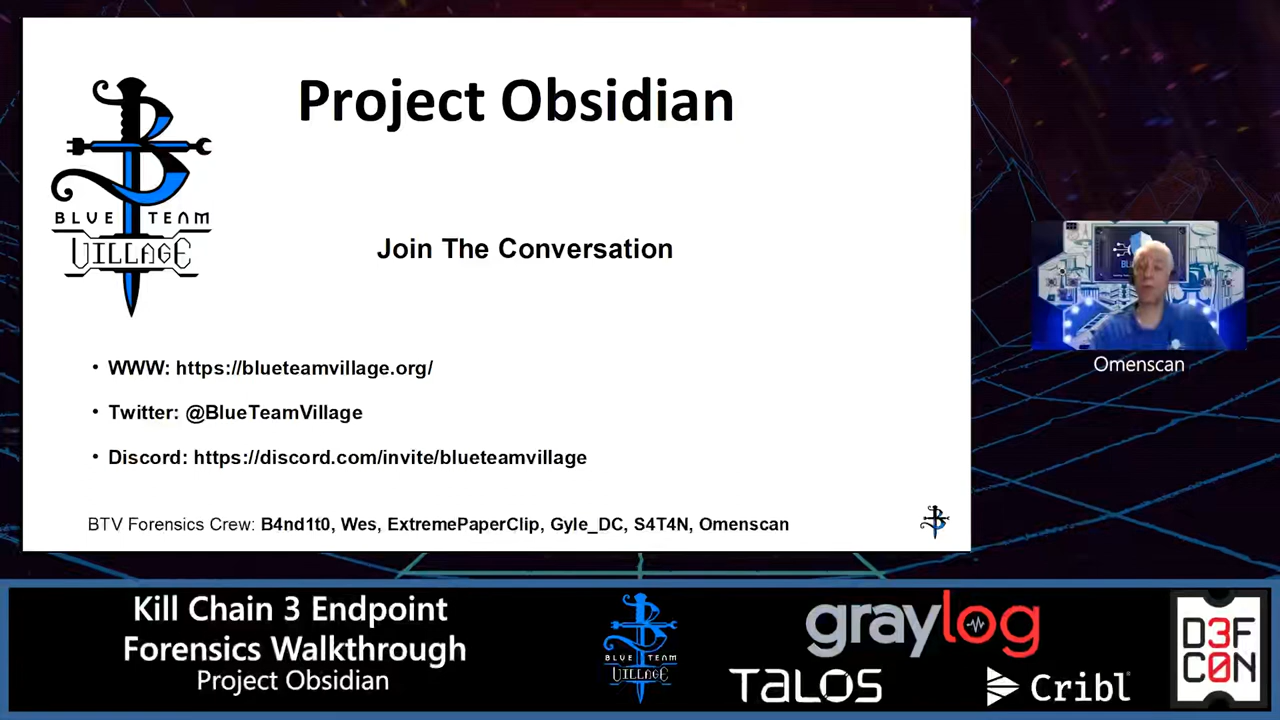 Project Obsidian
BLUE TEAM
VILLAGE
Join The Conversation
• WWW: https://blueteamvillage.org/
• Twitter: @BlueTeamVillage
• Discord: https://discord.com/invite/blueteamvillage
BTV Forensics Crew: B4nd1t0, Wes, ExtremePaperClip, Gyle_DC, S4T4N, Omenscan
Omenscan
Kill Chain 3 Endpoint
Forensics Walkthrough
Project Obsidian
BLUE TEAM
VILLAGE
graylog
TALOS
Cribl
D3F
C0N